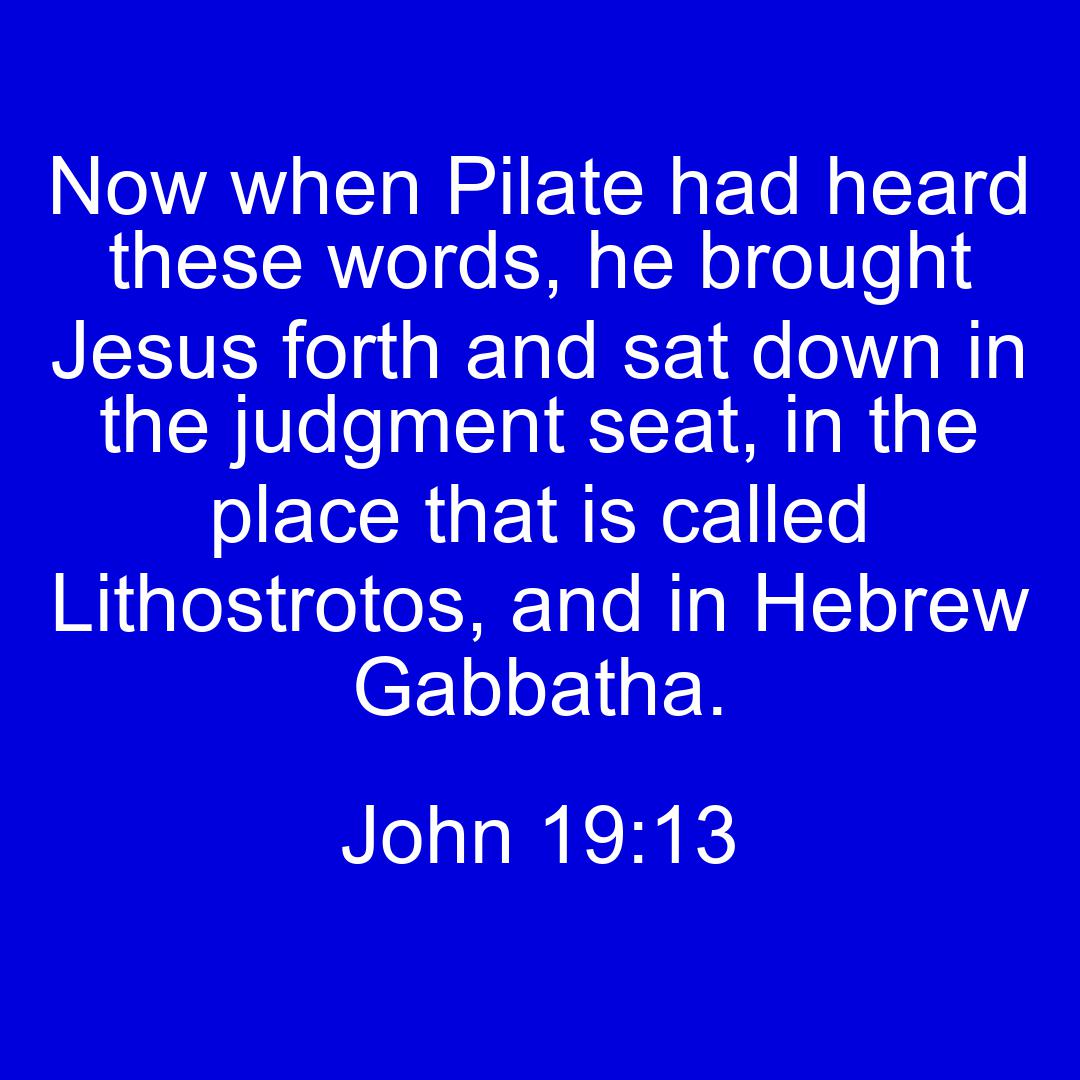 Now when Pilate had heard
these words, he brought
Jesus forth and sat down in
the judgment seat, in the
place that is called
Lithostrotos, and in Hebrew
Gabbatha.
John 19:13